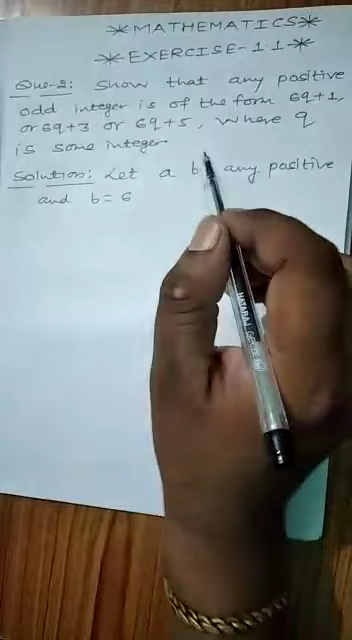 *MATHEMATICS*
*EXERCISE-1.1*
Que-2: Show that any positive
odd integer is of the form 6q+1,
or 6q+3 or 6q+5, where q
is some integer
Solution: Let a b any positive
and b = 6
NATARAJ